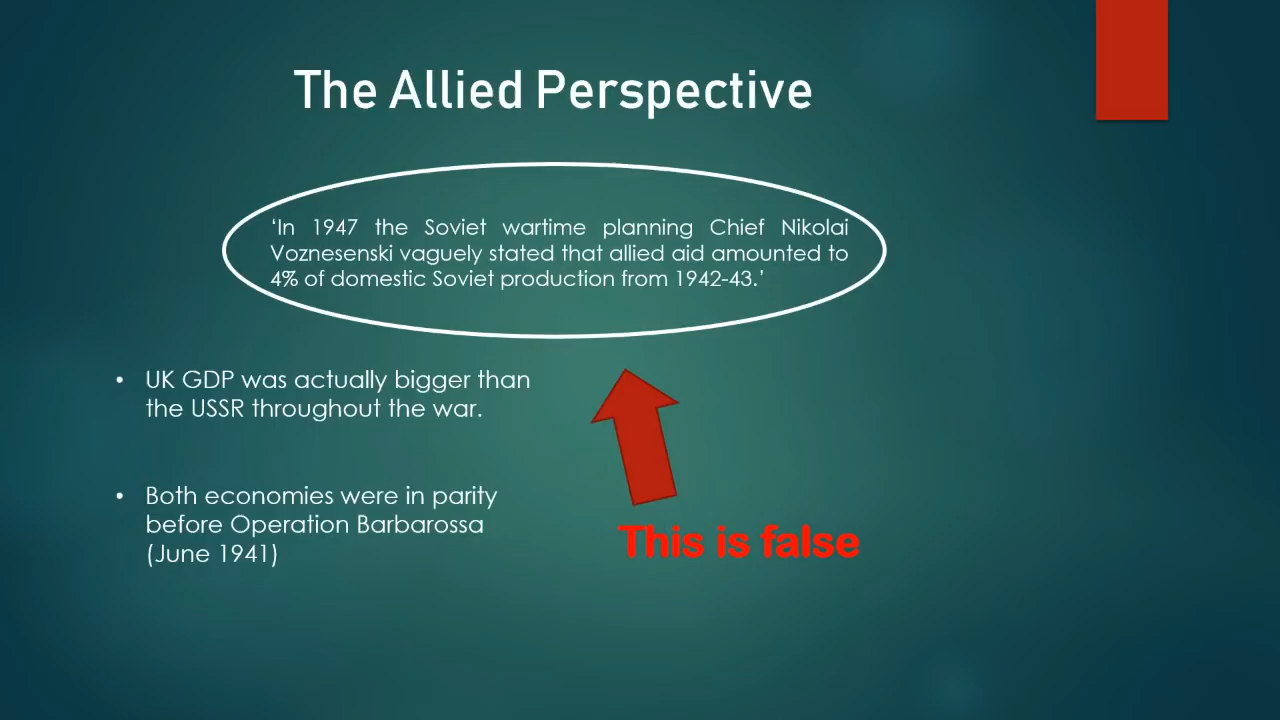 The Allied Perspective
‘In 1947 the Soviet wartime planning Chief Nikolai
Voznesenski vaguely stated that allied aid amounted to
4% of domestic Soviet production from 1942-43.’
• UK GDP was actually bigger than
the USSR throughout the war.
• Both economies were in parity
before Operation Barbarossa
(June 1941)
This is false